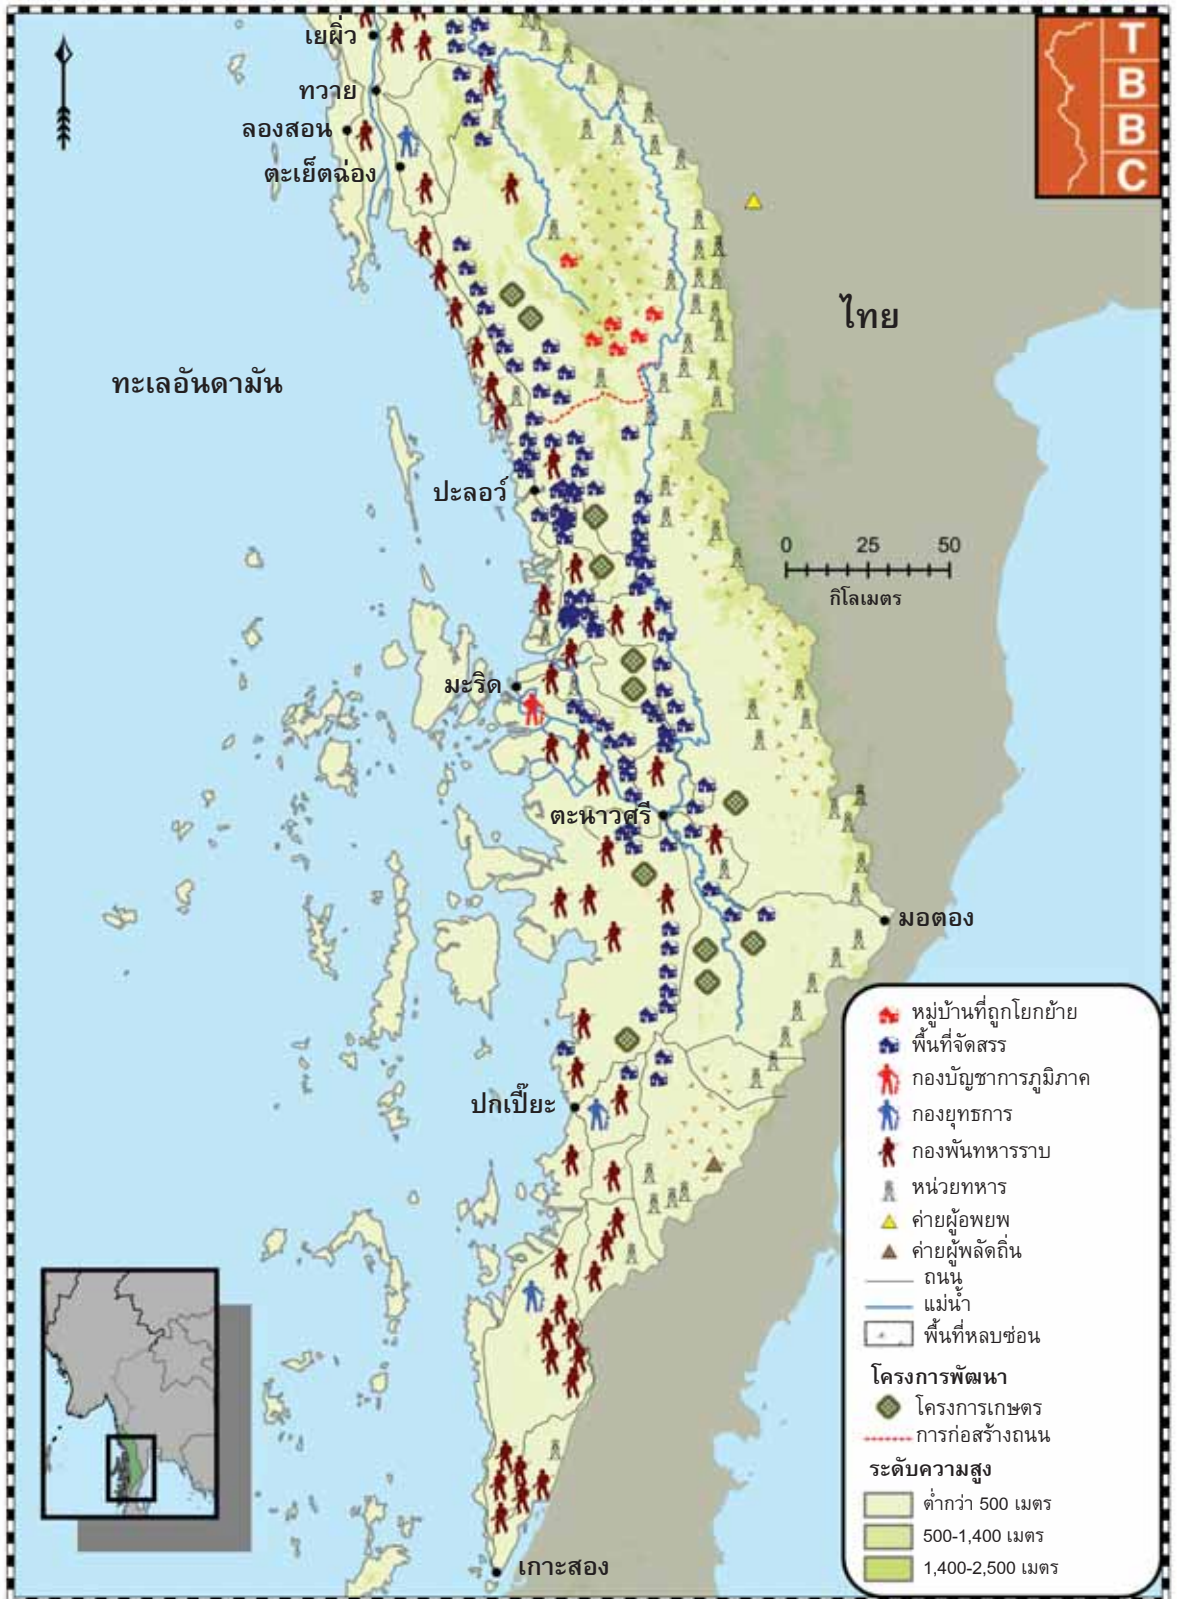 เยผิ่ว
T
B
B
C
ทวาย
ลองสอน
ตะเย็ตฉ่อง
ไทย
ทะเลอันดามัน
ปะลอว์
0 25 50
กิโลเมตร
มะริด
ตะนาวศรี
มอตอง
ปกเปี๊ยะ
เกาะสอง
หมู่บ้านที่ถูกโยกย้าย
พื้นที่จัดสรร
กองบัญชาการภูมิภาค
กองยุทธการ
กองพันทหารราบ
หน่วยทหาร
ค่ายผู้อพยพ
ค่ายผู้พลัดถิ่น
ถนน
แม่น้ำ
พื้นที่หลบซ่อน
โครงการพัฒนา
โครงการเกษตร
การก่อสร้างถนน
ระดับความสูง
ต่ำกว่า 500 เมตร
500-1,400 เมตร
1,400-2,500 เมตร